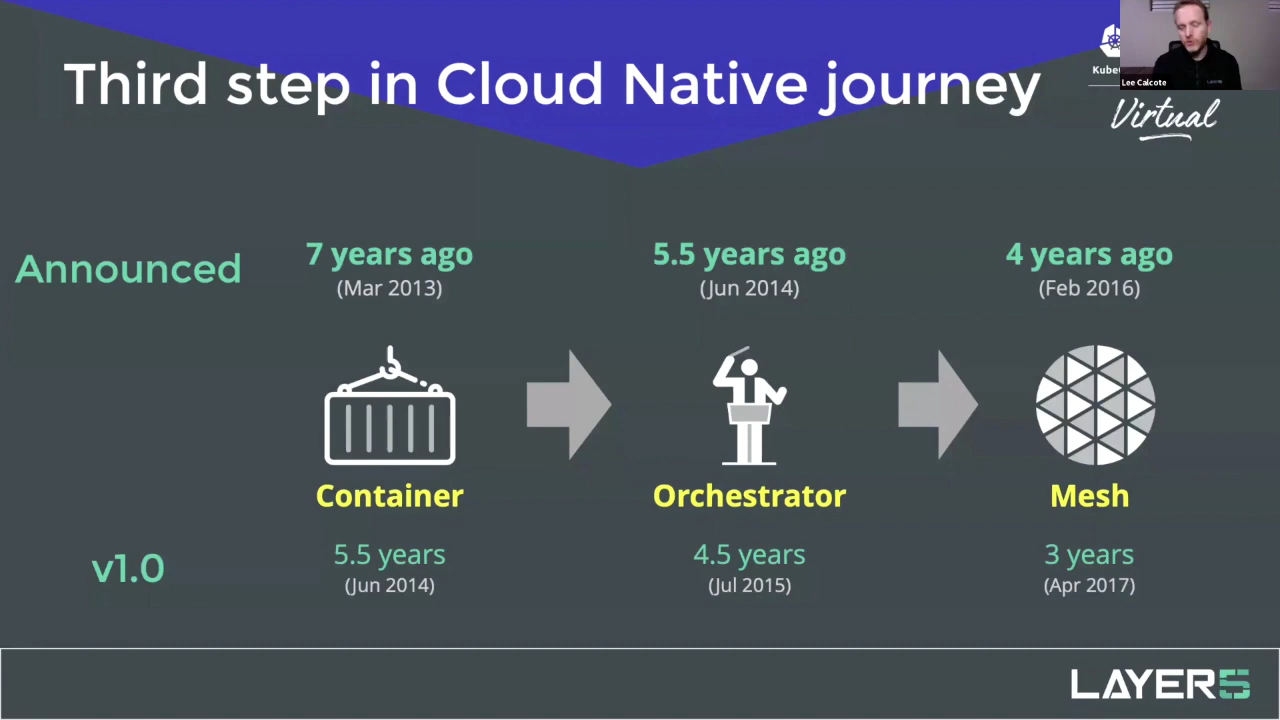 Third step in Cloud Native journey
Lee Calcote
Virtual
Announced
7 years ago
(Mar 2013)
5.5 years ago
(Jun 2014)
4 years ago
(Feb 2016)
Container
Orchestrator
Mesh
v1.0
5.5 years
(Jun 2014)
4.5 years
(Jul 2015)
3 years
(Apr 2017)
LAYER5